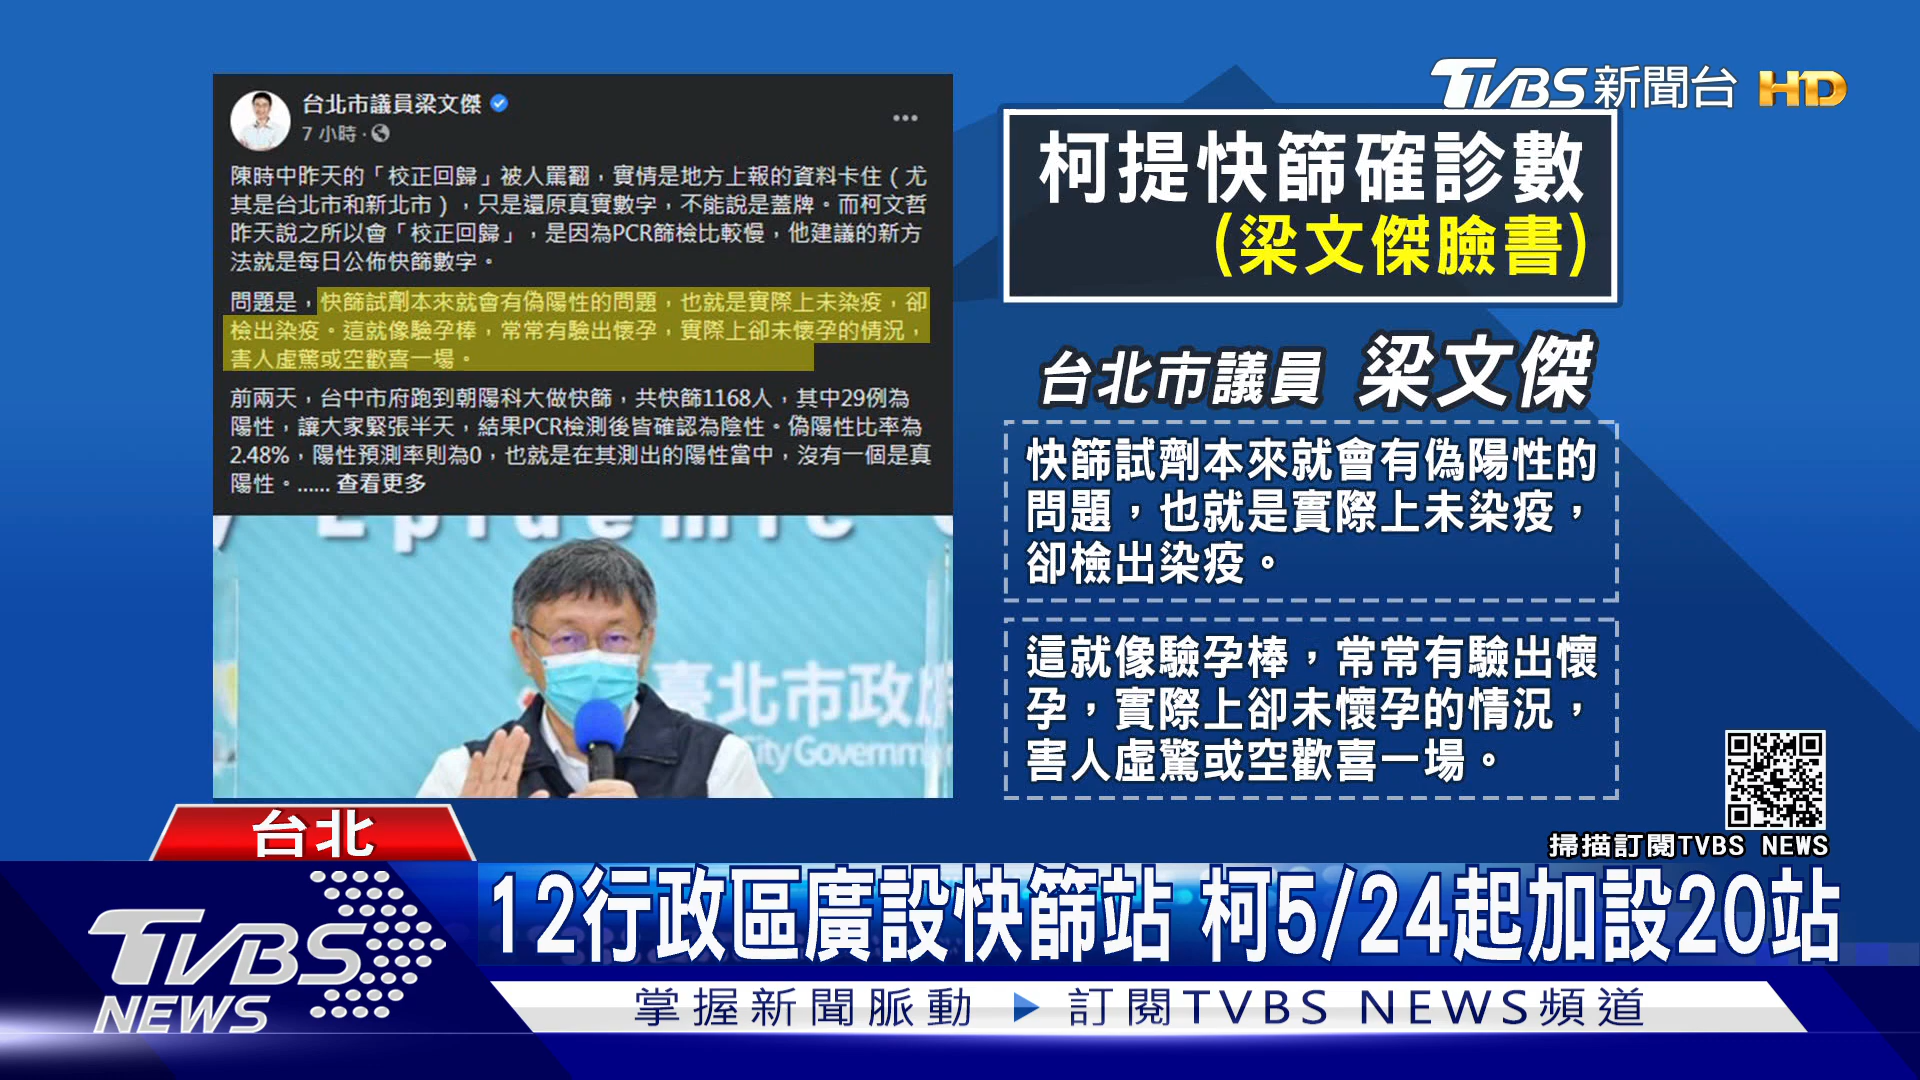 台北市議員梁文傑
7 小時
陳時中昨天的「校正回歸」被人罵翻，實情是地方上報的資料卡住（尤
其是台北市和新北市），只是還原真實數字，不能說是蓋牌。而柯文哲
昨天說之所以會「校正回歸」，是因為PCR篩檢比較慢，他建議的新方
法就是每日公佈快篩數字。
問題是，快篩試劑本來就會有偽陽性的問題，也就是實際上未染疫，卻
檢出染疫。這就像驗孕棒，常常有驗出懷孕，實際上卻未懷孕的情況，
害人虛驚或空歡喜一場。
前兩天，台中市府跑到朝陽科大做快篩，共快篩1168人，其中29例為
陽性，讓大家緊張半天，結果PCR檢測後皆確認為陰性。偽陽性比率為
2.48%，陽性預測率則為0，也就是在其測出的陽性當中，沒有一個是真
陽性。...... 查看更多
Epidemic
臺北市政府
City Government
TVBS新聞台 HD
柯提快篩確診數
(梁文傑臉書)
台北市議員 梁文傑
快篩試劑本來就會有偽陽性的
問題，也就是實際上未染疫，
卻檢出染疫。
這就像驗孕棒，常常有驗出懷
孕，實際上卻未懷孕的情況，
害人虛驚或空歡喜一場。
掃描訂閱TVBS NEWS
台北
12行政區廣設快篩站 柯5/24起加設20站
TVBS
NEWS
掌握新聞脈動 ▶ 訂閱TVBS NEWS頻道